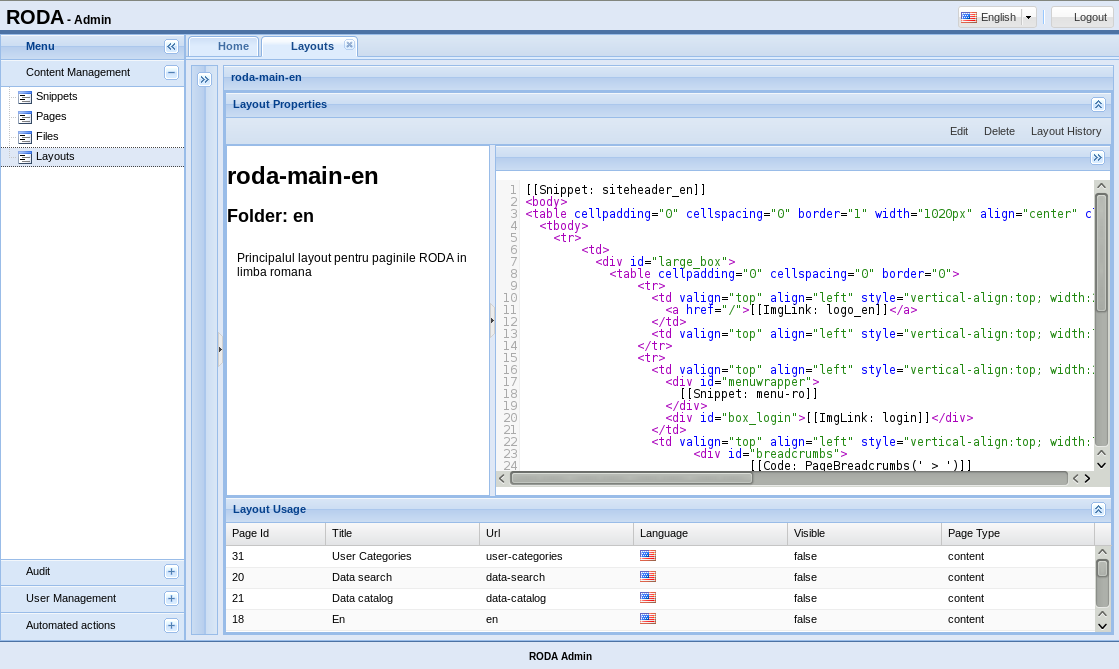 RODA - Admin
English
Logout
Menu
Home
Layouts
Content Management
Snippets
Pages
Files
Layouts
Audit
User Management
Automated actions
roda-main-en
Layout Properties
Edit Delete Layout History
roda-main-en
Folder: en
Principalul layout pentru paginile RODA in
limba romana
1 [[Snippet: siteheader_en]]
2 <body>
3 <table cellpadding="0" cellspacing="0" border="1" width="1020px" align="center"
4 <tbody>
5 <tr>
6 <td>
7 <div id="large_box">
8 <table cellpadding="0" cellspacing="0" border="0">
9 <tr>
10 <td valign="top" align="left" style="vertical-align:top; width:
11 <a href="/">[[ImgLink: logo_en]]</a>
12 </td>
13 <td valign="top" align="left" style="vertical-align:top; width:
14 </tr>
15 <tr>
16 <td valign="top" align="left" style="vertical-align:top; width:
17 <div id="menuwrapper">
18 [[Snippet: menu-ro]]
19 </div>
20 <div id="box_login">[[ImgLink: login]]</div>
21 </td>
22 <td valign="top" align="left" style="vertical-align:top; width:
23 <div id="breadcrumbs">
24 [[Code: PageBreadcrumbs(' > ')]]
Layout Usage
Page Id Title Url Language Visible Page Type
31 User Categories user-categories false content
20 Data search data-search false content
21 Data catalog data-catalog false content
18 En en false content
RODA Admin